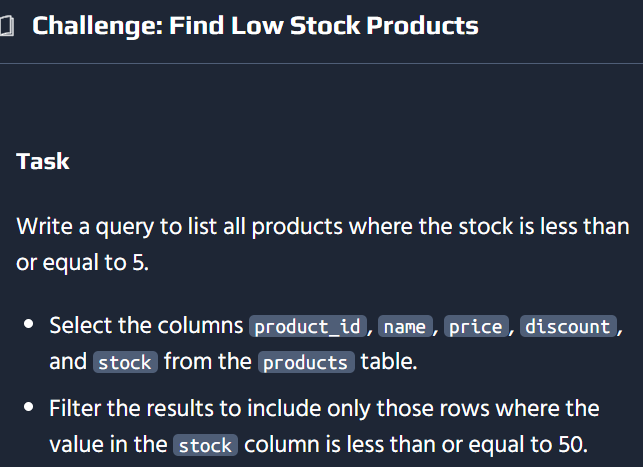 Challenge: Find Low Stock Products
Task
Write a query to list all products where the stock is less than
or equal to 5.
Select the columns product_id, name, price, discount,
and stock from the products table.
Filter the results to include only those rows where the
value in the stock column is less than or equal to 50.